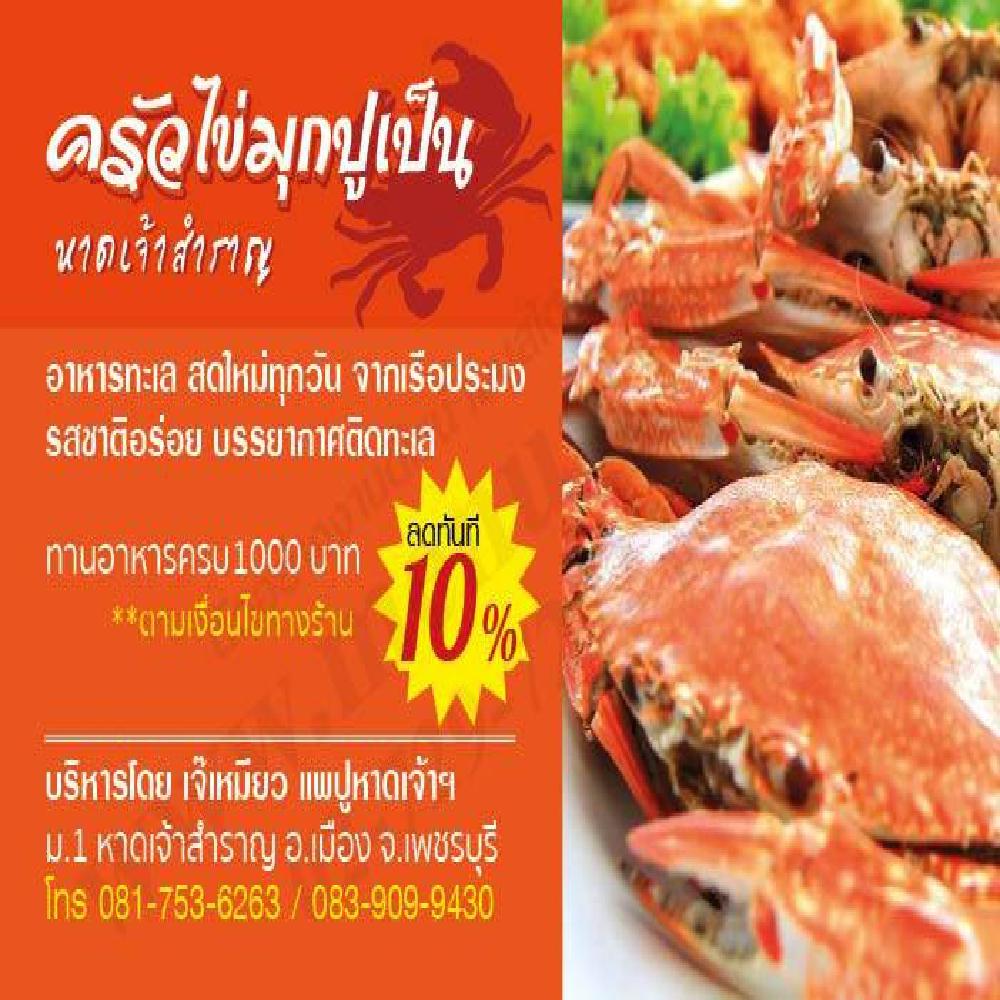 ครัวไข่มุกปูเป็น
หาดเจ้าสำราญ
อาหารทะเล สดใหม่ทุกวัน จากเรือประมง
รสชาติอร่อย บรรยากาศติดทะเล
ทานอาหารครบ1000 บาท
**ตามเงื่อนไขทางร้าน
ลดทันที
10%
บริหารโดย เจ๊เหมียว แพปูหาดเจ้าฯ
ม.1 หาดเจ้าสำราญ อ.เมือง จ.เพชรบุรี
โทร 081-753-6263 / 083-909-9430